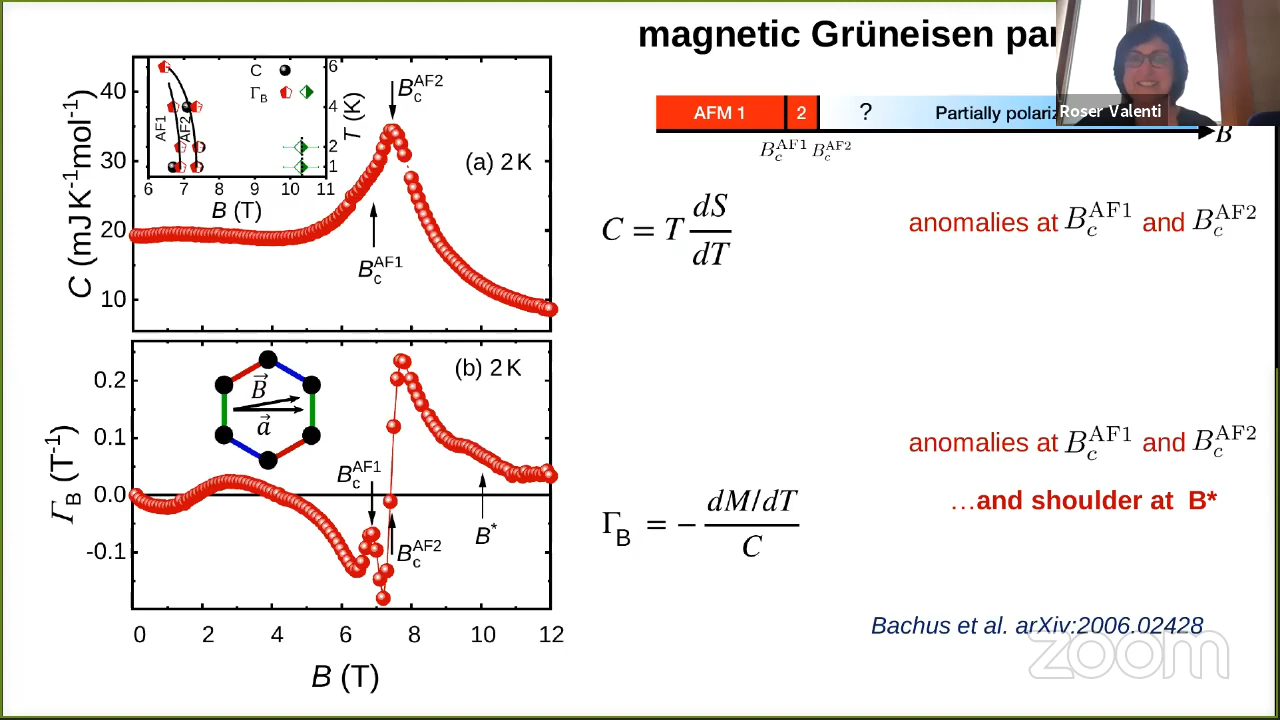 magnetic Grüneisen par
AFM 1
2
?
Partially polariz
Roser Valenti
B
B_c^AF1 B_c^AF2
C
Γ_B
AF1
AF2
6
4
2
1
T (K)
6 7 8 9 10 11
B (T)
40
30
20
10
C (mJ K^-1 mol^-1)
B_c^AF2
(a) 2 K
B_c^AF1
C = T dS/dT
anomalies at B_c^AF1 and B_c^AF2
(b) 2 K
0.2
0.1
0.0
-0.1
Γ_B (T^-1)
B⃗
a⃗
B_c^AF1
B_c^AF2
B*
0 2 4 6 8 10 12
B (T)
anomalies at B_c^AF1 and B_c^AF2
...and shoulder at B*
Γ_B = − dM/dT / C
Bachus et al. arXiv:2006.02428
zoom